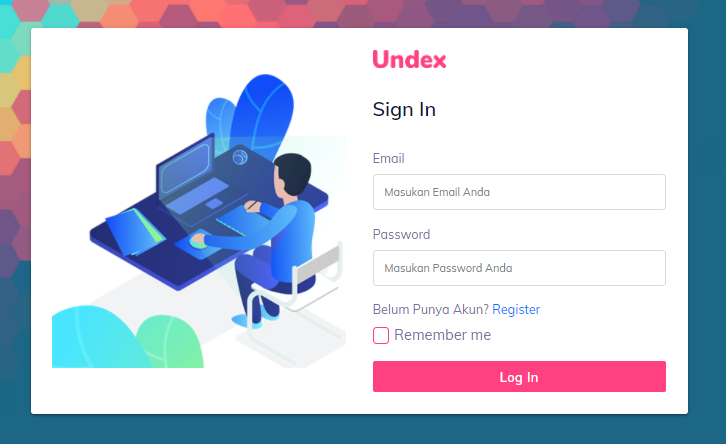 Undex
Sign In
Email
Masukan Email Anda
Password
Masukan Password Anda
Belum Punya Akun? Register
Remember me
Log In